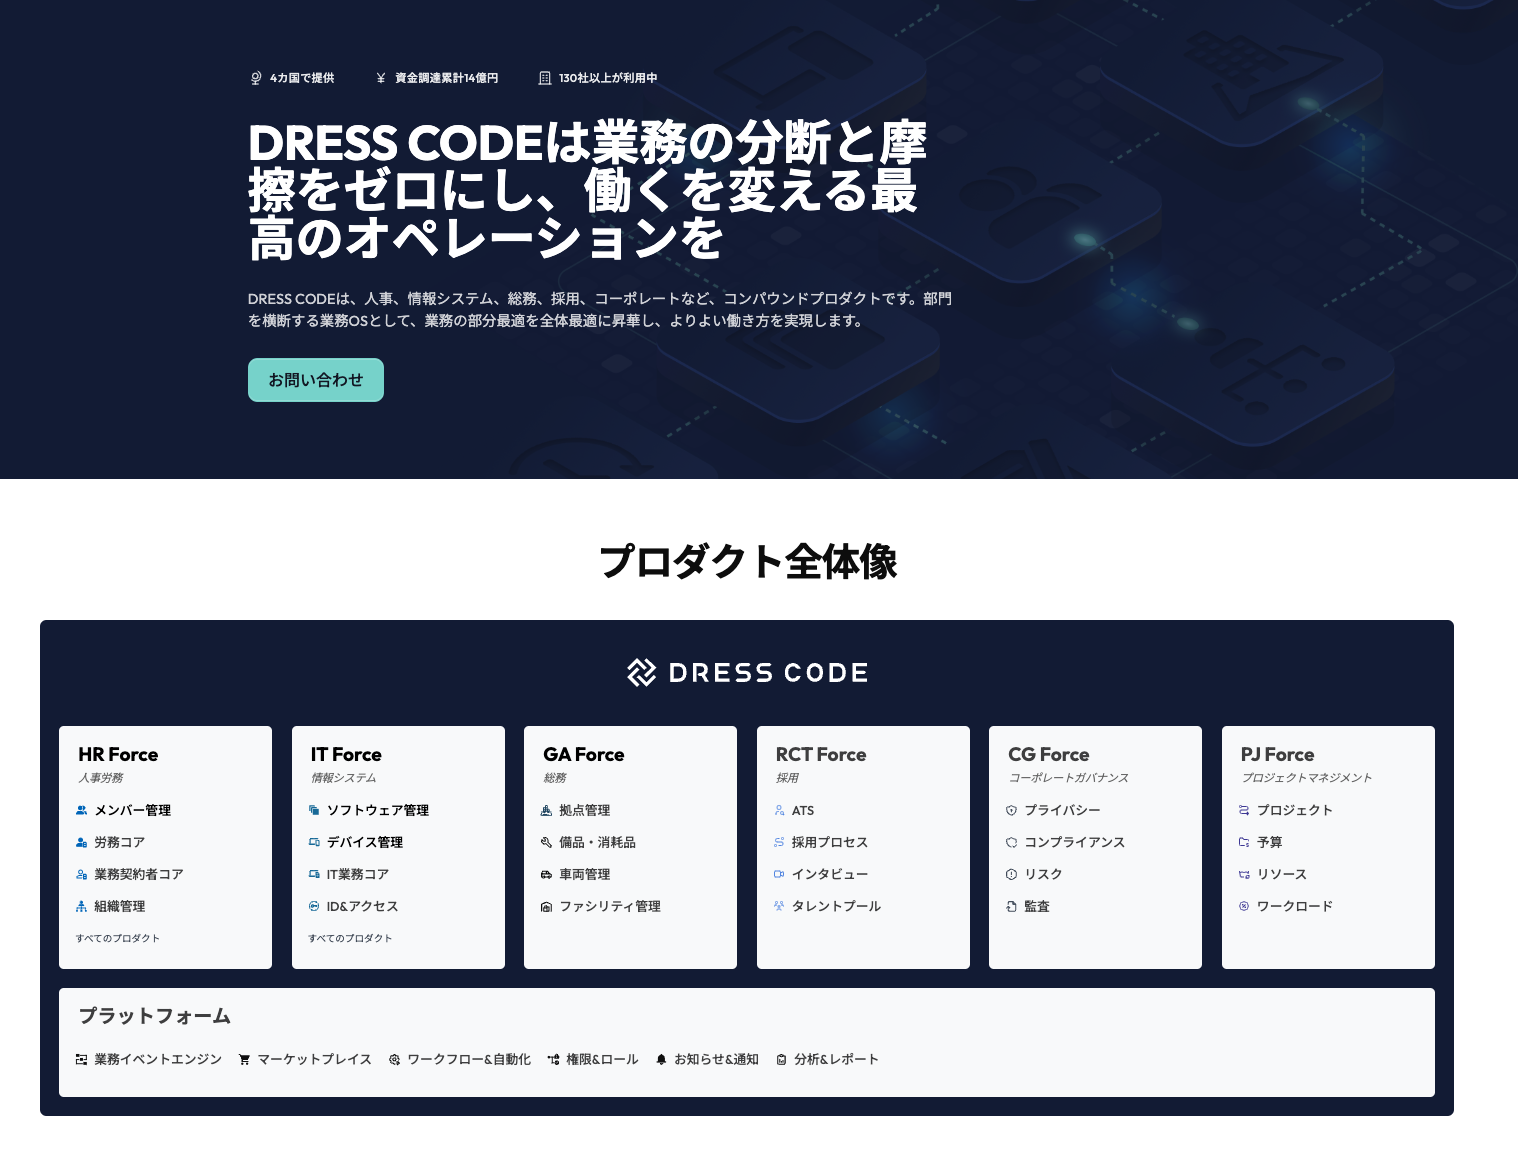 4カ国で提供
資金調達累計14億円
130社以上が利用中
DRESS CODEは業務の分断と摩
擦をゼロにし、働くを変える最
高のオペレーションを
DRESS CODEは、人事、情報システム、総務、採用、コーポレートなど、コンパウンドプロダクトです。部門
を横断する業務OSとして、業務の部分最適を全体最適に昇華し、よりよい働き方を実現します。
お問い合わせ
プロダクト全体像
DRESS CODE
HR Force
人事労務
メンバー管理
労務コア
業務契約者コア
組織管理
すべてのプロダクト
IT Force
情報システム
ソフトウェア管理
デバイス管理
IT業務コア
ID&アクセス
すべてのプロダクト
GA Force
総務
拠点管理
備品・消耗品
車両管理
ファシリティ管理
RCT Force
採用
ATS
採用プロセス
インタビュー
タレントプール
CG Force
コーポレートガバナンス
プライバシー
コンプライアンス
リスク
監査
PJ Force
プロジェクトマネジメント
プロジェクト
予算
リソース
ワークロード
プラットフォーム
業務イベントエンジン
マーケットプレイス
ワークフロー&自動化
権限&ロール
お知らせ&通知
分析&レポート